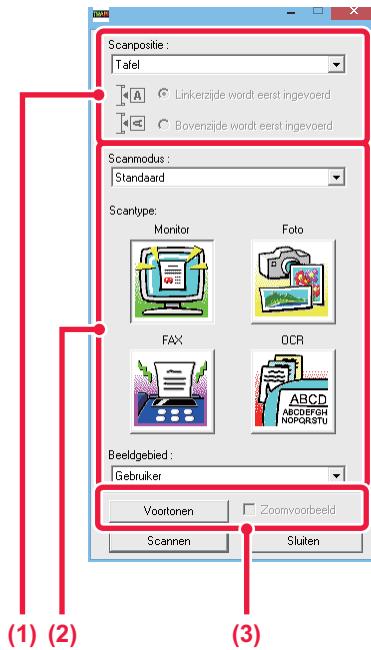 Scanpositie :
Tafel
A
Linkerzijde wordt eerst ingevoerd
A
Bovenzijde wordt eerst ingevoerd
Scanmodus :
Standaard
Scantype:
Monitor
Foto
FAX
OCR
ABCD
ABCDEFGH
NOPQRSTU
Beeldgebied :
Gebruiker
Voortonen
Zoomvoorbeeld
Scannen
Sluiten
(1) (2) (3)